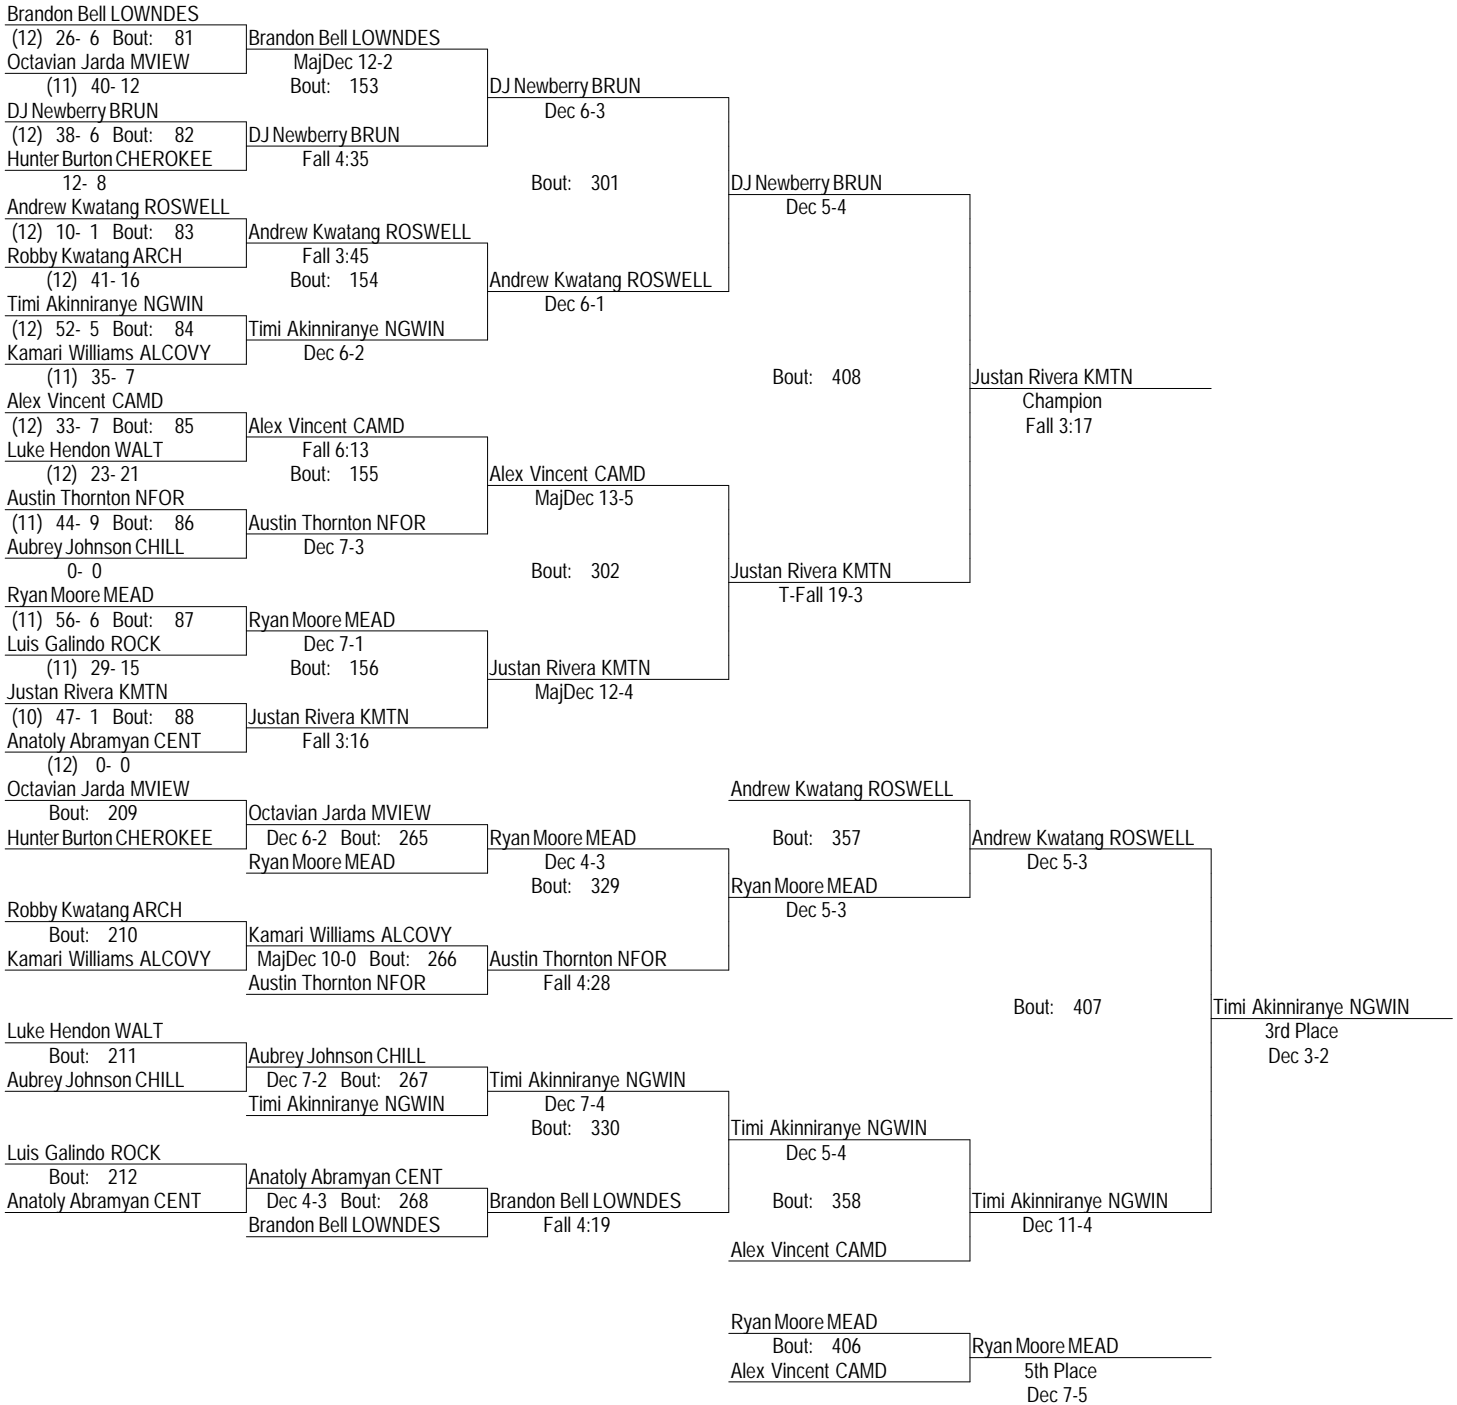 Brandon Bell LOWNDES
(12) 26- 6 Bout: 81 Brandon Bell LOWNDES
Octavian Jarda MVIEW MajDec 12-2
(11) 40- 12 Bout: 153 DJ Newberry BRUN
DJ Newberry BRUN Dec 6-3
(12) 38- 6 Bout: 82 DJ Newberry BRUN
Hunter Burton CHEROKEE Fall 4:35
12- 8 Bout: 301 DJ Newberry BRUN
Andrew Kwatang ROSWELL Dec 5-4
(12) 10- 1 Bout: 83 Andrew Kwatang ROSWELL
Robby Kwatang ARCH Fall 3:45
(12) 41- 16 Bout: 154 Andrew Kwatang ROSWELL
Timi Akinniranye NGWIN Dec 6-1
(12) 52- 5 Bout: 84 Timi Akinniranye NGWIN
Kamari Williams ALCOVY Dec 6-2
(11) 35- 7 Bout: 408 Justan Rivera KMTN
Alex Vincent CAMD Champion
(12) 33- 7 Bout: 85 Alex Vincent CAMD Fall 3:17
Luke Hendon WALT Fall 6:13
(12) 23- 21 Bout: 155 Alex Vincent CAMD
Austin Thornton NFOR MajDec 13-5
(11) 44- 9 Bout: 86 Austin Thornton NFOR
Aubrey Johnson CHILL Dec 7-3
0- 0 Bout: 302 Justan Rivera KMTN
Ryan Moore MEAD T-Fall 19-3
(11) 56- 6 Bout: 87 Ryan Moore MEAD
Luis Galindo ROCK Dec 7-1
(11) 29- 15 Bout: 156 Justan Rivera KMTN
Justan Rivera KMTN MajDec 12-4
(10) 47- 1 Bout: 88 Justan Rivera KMTN
Anatoly Abramyan CENT Fall 3:16
(12) 0- 0
Octavian Jarda MVIEW Andrew Kwatang ROSWELL
Bout: 209 Octavian Jarda MVIEW
Hunter Burton CHEROKEE Dec 6-2 Bout: 265 Ryan Moore MEAD Bout: 357 Andrew Kwatang ROSWELL
Ryan Moore MEAD Dec 4-3 Dec 5-3
Bout: 329 Ryan Moore MEAD
Robby Kwatang ARCH Dec 5-3
Bout: 210 Kamari Williams ALCOVY
Kamari Williams ALCOVY MajDec 10-0 Bout: 266 Austin Thornton NFOR
Austin Thornton NFOR Fall 4:28
Bout: 407 Timi Akinniranye NGWIN
Luke Hendon WALT 3rd Place
Bout: 211 Aubrey Johnson CHILL Dec 3-2
Aubrey Johnson CHILL Dec 7-2 Bout: 267 Timi Akinniranye NGWIN
Timi Akinniranye NGWIN Dec 7-4
Bout: 330 Timi Akinniranye NGWIN
Luis Galindo ROCK Dec 5-4
Bout: 212 Anatoly Abramyan CENT
Anatoly Abramyan CENT Dec 4-3 Bout: 268 Brandon Bell LOWNDES Bout: 358 Timi Akinniranye NGWIN
Brandon Bell LOWNDES Fall 4:19 Dec 11-4
Alex Vincent CAMD
Ryan Moore MEAD
Bout: 406 Ryan Moore MEAD
Alex Vincent CAMD 5th Place
Dec 7-5